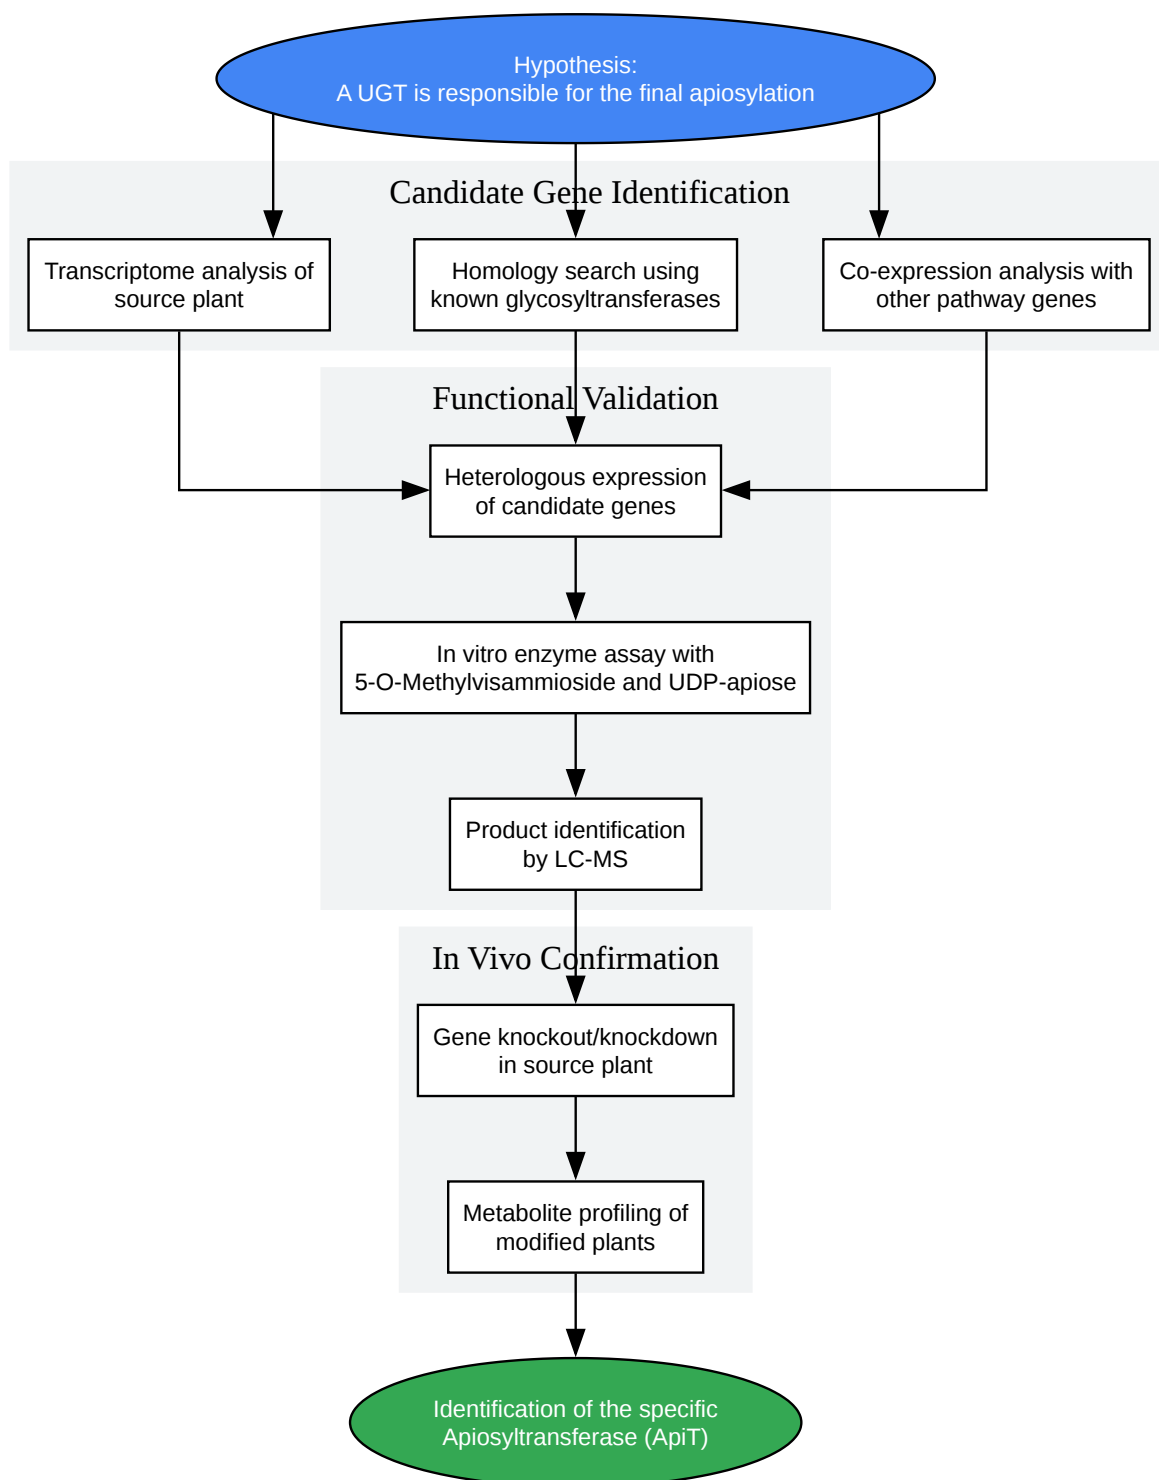 Hypothesis:
A UGT is responsible for the final apiosylation
Candidate Gene Identification
Transcriptome analysis of
source plant
Homology search using
known glycosyltransferases
Co-expression analysis with
other pathway genes
Functional Validation
Heterologous expression
of candidate genes
In vitro enzyme assay with
5-O-Methylvisammioside and UDP-apiose
Product identification
by LC-MS
In Vivo Confirmation
Gene knockout/knockdown
in source plant
Metabolite profiling of
modified plants
Identification of the specific
Apiosyltransferase (ApiT)